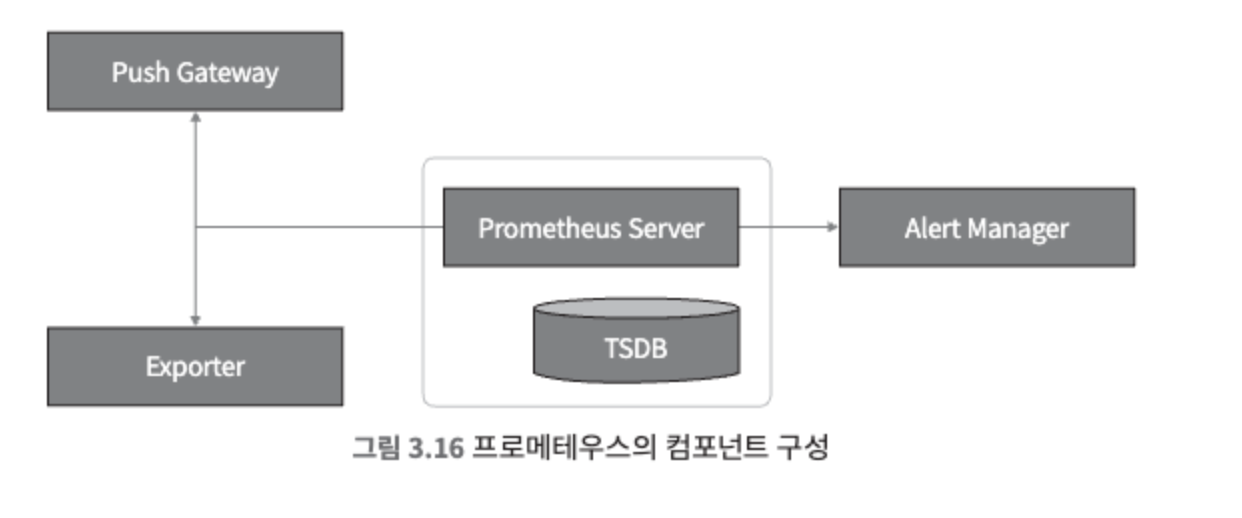 Push Gateway
Prometheus Server
Alert Manager
TSDB
Exporter
그림 3.16 프로메테우스의 컴포넌트 구성